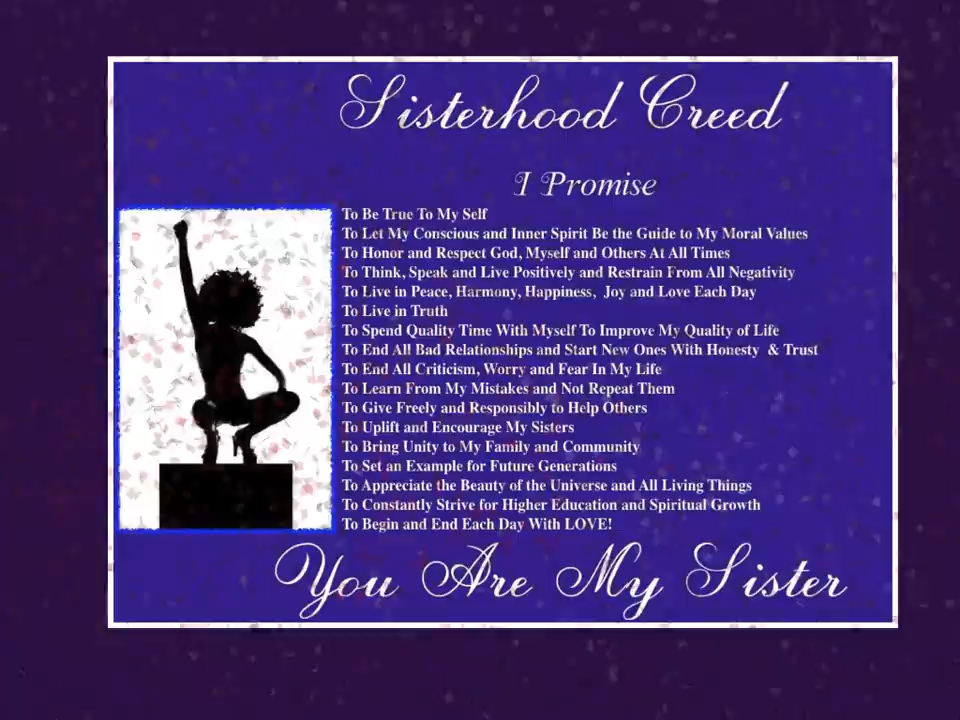 Sisterhood Creed
I Promise
To Be True To My Self
To Let My Conscious and Inner Spirit Be the Guide to My Moral Values
To Honor and Respect God, Myself and Others At All Times
To Think, Speak and Live Positively and Restrain From All Negativity
To Live in Peace, Harmony, Happiness,  Joy and Love Each Day
To Live in Truth
To Spend Quality Time With Myself To Improve My Quality of Life
To End All Bad Relationships and Start New Ones With Honesty  & Trust
To End All Criticism, Worry and Fear In My Life
To Learn From My Mistakes and Not Repeat Them
To Give Freely and Responsibly to Help Others
To Uplift and Encourage My Sisters
To Bring Unity to My Family and Community
To Set an Example for Future Generations
To Appreciate the Beauty of the Universe and All Living Things
To Constantly Strive for Higher Education and Spiritual Growth
To Begin and End Each Day With LOVE!
You Are My Sister